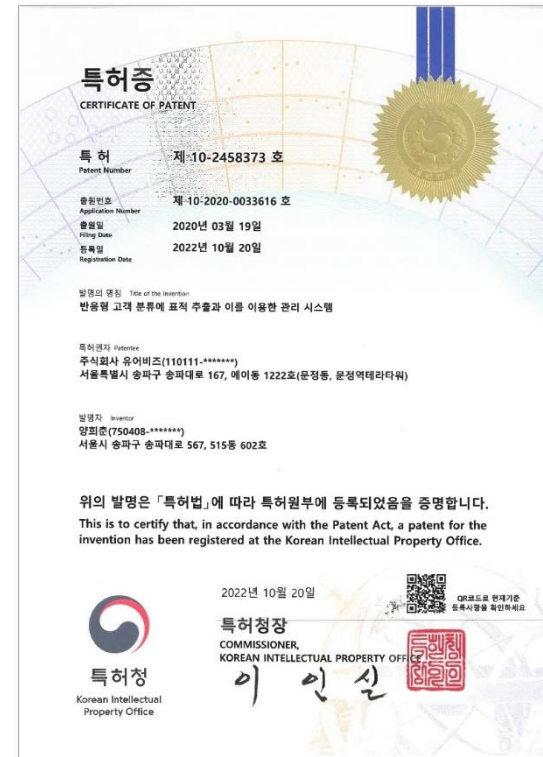 특허증
CERTIFICATE OF PATENT
특 허 제 10-2458373 호
Patent Number
출원번호 제 10-2020-0033616 호
Application Number
출원일 2020년 03월 19일
Filing Date
등록일 2022년 10월 20일
Registration Date
발명의 명칭 Title of the Invention
반응형 고객 분류에 표적 추출과 이를 이용한 관리 시스템
특허권자 Patentee
주식회사 유어비즈(110111-*******)
서울특별시 송파구 송파대로 167, 에이동 1222호(문정동, 문정역테라타워)
발명자 Inventor
양희준(750408-*******)
서울시 송파구 송파대로 567, 515동 602호
위의 발명은 「특허법」에 따라 특허원부에 등록되었음을 증명합니다.
This is to certify that, in accordance with the Patent Act, a patent for the
invention has been registered at the Korean Intellectual Property Office.
2022년 10월 20일
QR코드로 현재기준
등록사항을 확인하세요
특허청장
COMMISSIONER,
KOREAN INTELLECTUAL PROPERTY OFFICE
이 인 실
특허청
Korean Intellectual
Property Office